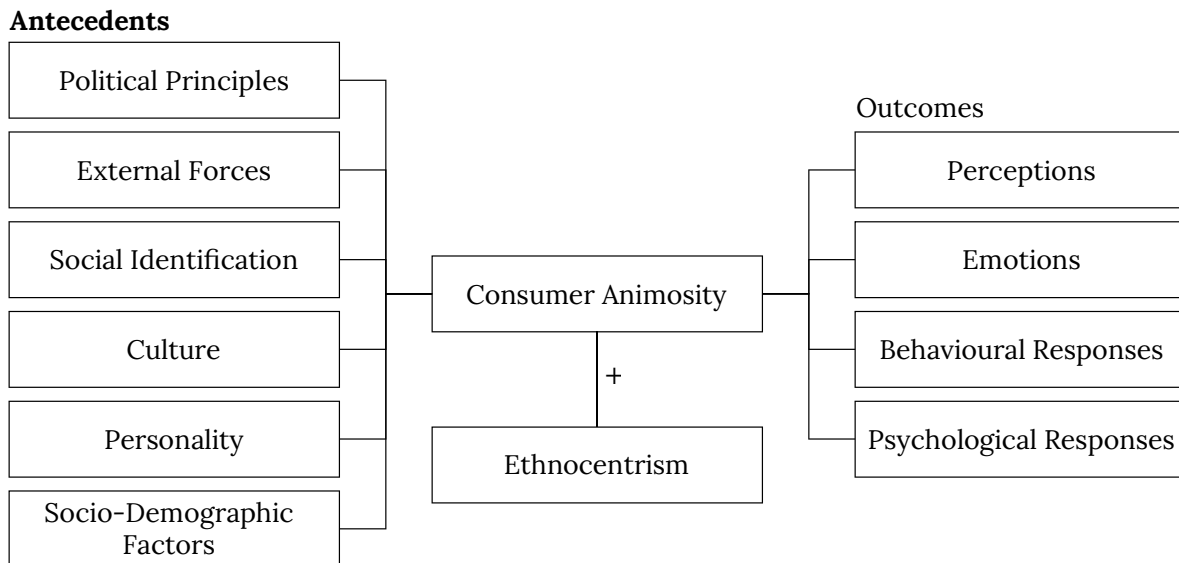 Antecedents
Political Principles
External Forces
Social Identification
Culture
Personality
Socio-Demographic
Factors
Consumer Animosity
+
Ethnocentrism
Outcomes
Perceptions
Emotions
Behavioural Responses
Psychological Responses